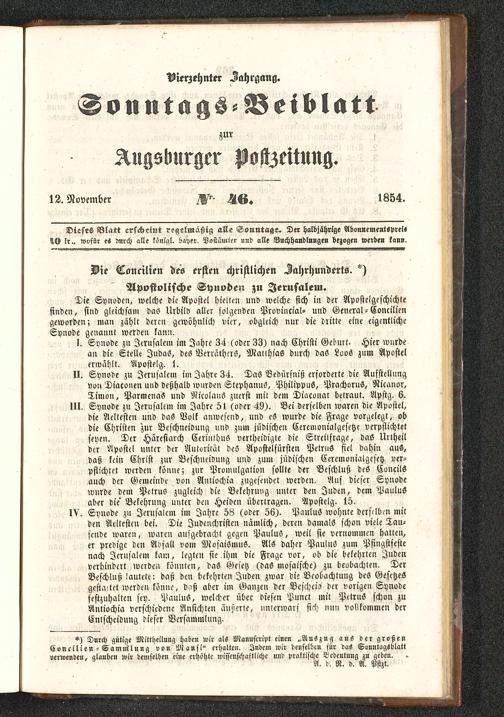 Vierzehnter Jahrgang.
Sonntags-Beiblatt
zur
Augsburger Postzeitung.
12. November Nr. 46. 1854.
Dieses Blatt erscheint regelmäßig alle Sonntage. Der halbjährige Abonnementspreis
40 kr., wofür es durch alle königl. bayer. Postämter und alle Buchhandlungen bezogen werden kann.
Die Concilien des ersten christlichen Jahrhunderts. *)
Apostolische Synoden zu Jerusalem.
Die Synoden, welche die Apostel hielten und welche sich in der Apostelgeschichte
finden, sind gleichsam das Urbild aller folgenden Provincial- und General-Concilien
geworden; man zählt deren gewöhnlich vier, obgleich nur die dritte eine eigentliche
Synode genannt werden kann.
I. Synode zu Jerusalem im Jahre 34 (oder 33) nach Christi Geburt. Hier wurde
an die Stelle Judas, des Verräthers, Matthias durch das Loos zum Apostel
erwählt. Apostelg. 1.
II. Synode zu Jerusalem im Jahre 34. Das Bedürfniß erforderte die Aufstellung
von Diaconen und deßhalb wurden Stephanus, Philippus, Prachorus, Nicanor,
Timon, Parmenas und Nicolaus zuerst mit dem Diaconat betraut. Apstg. 6.
III. Synode zu Jerusalem im Jahre 51 (oder 49). Bei derselben waren die Apostel,
die Aeltesten und das Volk anwesend, und es wurde die Frage vorgelegt, ob
die Christen zur Beschneidung und zum jüdischen Ceremonialgesetz verpflichtet
seyen. Der Häresiarch Cerinthus vertheidigte die Streitfrage, das Urtheil
der Apostel unter der Autorität des Apostelfürsten Petrus fiel dahin aus,
daß kein Christ zur Beschneidung und zum jüdischen Ceremonialgesetz ver-
pflichtet werden könne; zur Promulgation sollte der Beschluß des Concils
auch der Gemeinde von Antiochia zugesendet werden. Auf dieser Synode
wurde dem Petrus zugleich die Bekehrung unter den Juden, dem Paulus
aber die Bekehrung unter den Heiden übertragen. Apostelg. 15.
IV. Synode zu Jerusalem im Jahr 58 (oder 56). Paulus wohnte derselben mit
den Aeltesten bei. Die Judenchristen nämlich, deren damals schon viele Tau-
sende waren, waren aufgebracht gegen Paulus, weil sie vernommen hatten,
er predige den Abfall vom Mosaismus. Als daher Paulus zum Pfingstfeste
nach Jerusalem kam, legten sie ihm die Frage vor, ob die bekehrten Juden
verhindert werden könnten, das Gesetz (das mosaische) zu beobachten. Der
Beschluß lautete: daß den bekehrten Juden zwar die Beobachtung des Gesetzes
gestattet werden könne, daß aber im Ganzen der Bescheid der vorigen Synode
festzuhalten sey. Paulus, welcher über diesen Punct mit Petrus schon zu
Antiochia verschiedene Ansichten äußerte, unterwarf sich nun vollkommen der
Entscheidung dieser Versammlung.
*) Durch gütige Mittheilung haben wir als Manuscript einen „Auszug aus der großen
Concilien-Sammlung von Mansi" erhalten. Indem wir denselben für das Sonntagsblatt
verwenden, glauben wir demselben eine erhöhte wissenschaftliche und praktische Bedeutung zu geben.
A. d. R. d. A. Pstzt.